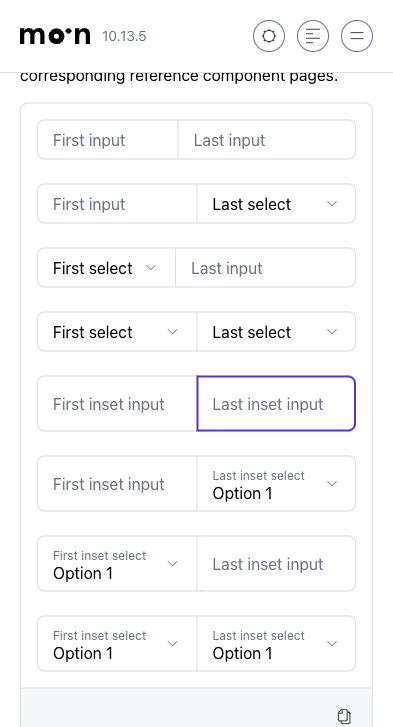 moon 10.13.5
corresponding reference component pages.
First input Last input
First input Last select
First select Last input
First select Last select
First inset input Last inset input
First inset input Last inset select
Option 1
First inset select Last inset input
Option 1
First inset select Last inset select
Option 1 Option 1